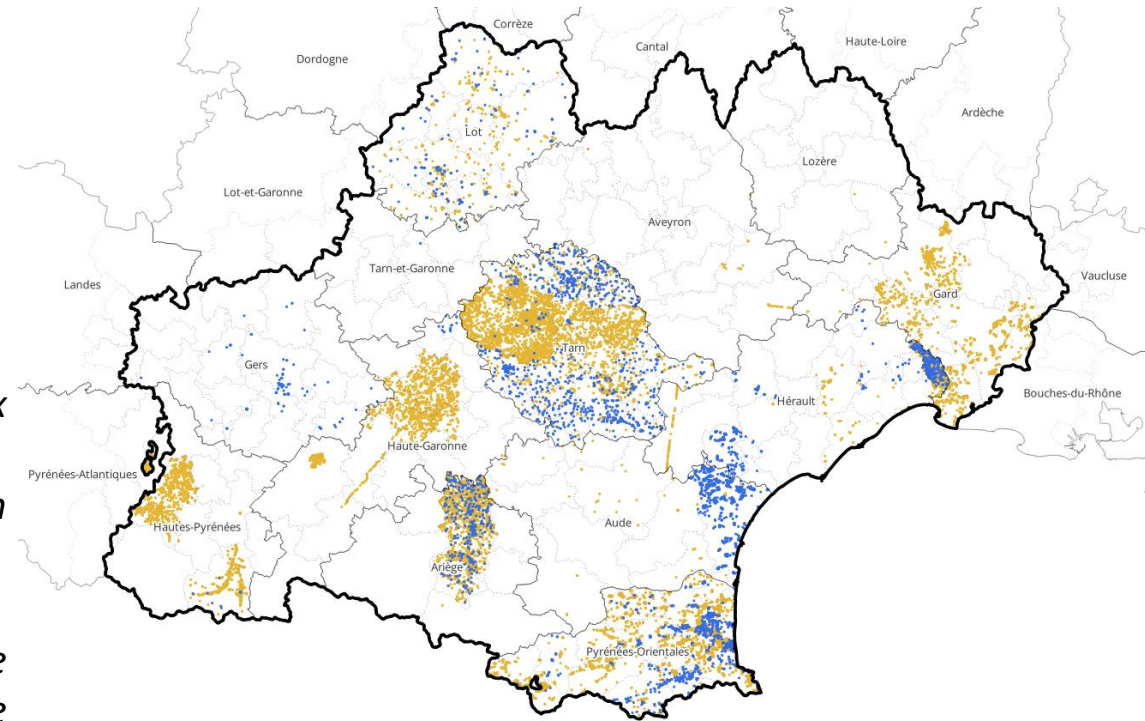 Corrèze
Cantal
Haute-Loire
Dordogne
Ardèche
Lot
Lozère
Lot-et-Garonne
Aveyron
Tarn-et-Garonne
Vaucluse
Landes
Gard
Tarn
Gers
Bouches-du-Rhône
Hérault
x
Haute-Garonne
Pyrénées-Atlantiques
n
Aude
Hautes-Pyrénées
Ariège
Pyrénées-Orientales
e
e